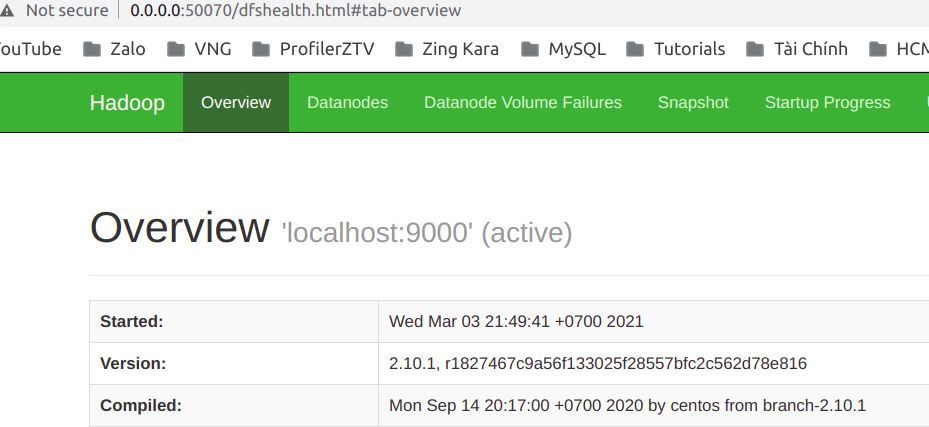 Not secure 0.0.0.0:50070/dfshealth.html#tab-overview
YouTube Zalo VNG ProfilerZTV Zing Kara MySQL Tutorials Tài Chính HCM
Hadoop Overview Datanodes Datanode Volume Failures Snapshot Startup Progress
Overview 'localhost:9000' (active)
Started: Wed Mar 03 21:49:41 +0700 2021
Version: 2.10.1, r1827467c9a56f133025f28557bfc2c562d78e816
Compiled: Mon Sep 14 20:17:00 +0700 2020 by centos from branch-2.10.1